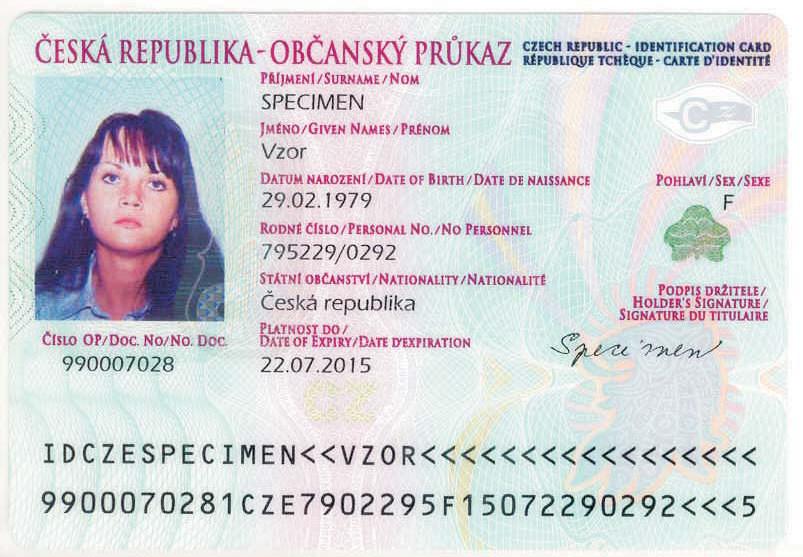 ČESKÁ REPUBLIKA - OBČANSKÝ PRŮKAZ
CZECH REPUBLIC - IDENTIFICATION CARD
RÉPUBLIQUE TCHÈQUE - CARTE D'IDENTITÉ
PŘÍJMENÍ / SURNAME / NOM
SPECIMEN
JMÉNO / GIVEN NAMES / PRÉNOM
Vzor
DATUM NAROZENÍ / DATE OF BIRTH / DATE DE NAISSANCE
29.02.1979
POHLAVÍ / SEX / SEXE
F
RODNÉ ČÍSLO / PERSONAL NO. / NO PERSONNEL
795229/0292
STÁTNÍ OBČANSTVÍ / NATIONALITY / NATIONALITÉ
Česká republika
PLATNOST DO /
DATE OF EXPIRY / DATE D'EXPIRATION
22.07.2015
PODPIS DRŽITELE /
HOLDER'S SIGNATURE /
SIGNATURE DU TITULAIRE
Specimen
ČÍSLO OP / DOC. NO / NO. DOC.
990007028
CZ
CZ
IDCZESPECIMEN<<VZOR<<<<<<<<<<<<<<<<<
9900070281CZE7902295F15072290292<<<5